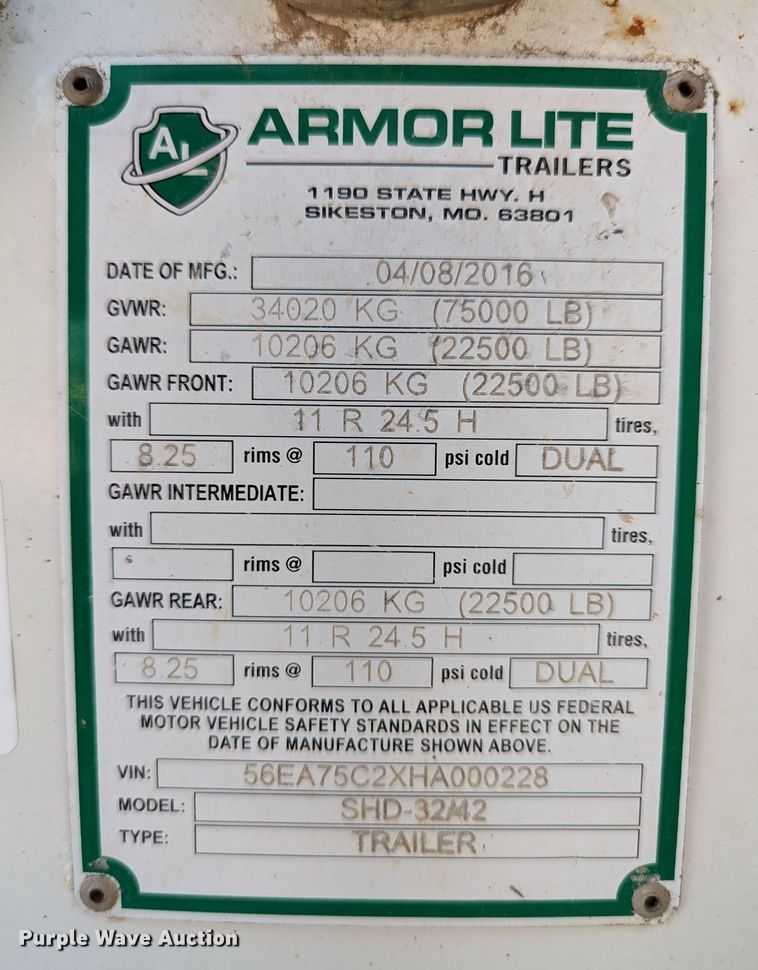 AL
ARMOR LITE
TRAILERS
1190 STATE HWY. H
SIKESTON, MO. 63801
DATE OF MFG.: 04/08/2016
GVWR: 34020 KG (75000 LB)
GAWR: 10206 KG (22500 LB)
GAWR FRONT: 10206 KG (22500 LB)
with 11 R 24.5 H tires,
8.25 rims @ 110 psi cold DUAL
GAWR INTERMEDIATE:
with tires,
rims @ psi cold
GAWR REAR: 10206 KG (22500 LB)
with 11 R 24.5 H tires,
8.25 rims @ 110 psi cold DUAL
THIS VEHICLE CONFORMS TO ALL APPLICABLE US FEDERAL
MOTOR VEHICLE SAFETY STANDARDS IN EFFECT ON THE
DATE OF MANUFACTURE SHOWN ABOVE.
VIN: 56EA75C2XHA000228
MODEL: SHD-32/42
TYPE: TRAILER
Purple Wave Auction